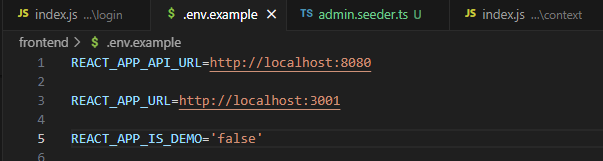 JS index.js ...\login
$ .env.example ×
TS admin.seeder.ts U
JS index.js ...\context
frontend > $ .env.example
1 REACT_APP_API_URL=http://localhost:8080
2
3 REACT_APP_URL=http://localhost:3001
4
5 REACT_APP_IS_DEMO='false'
6